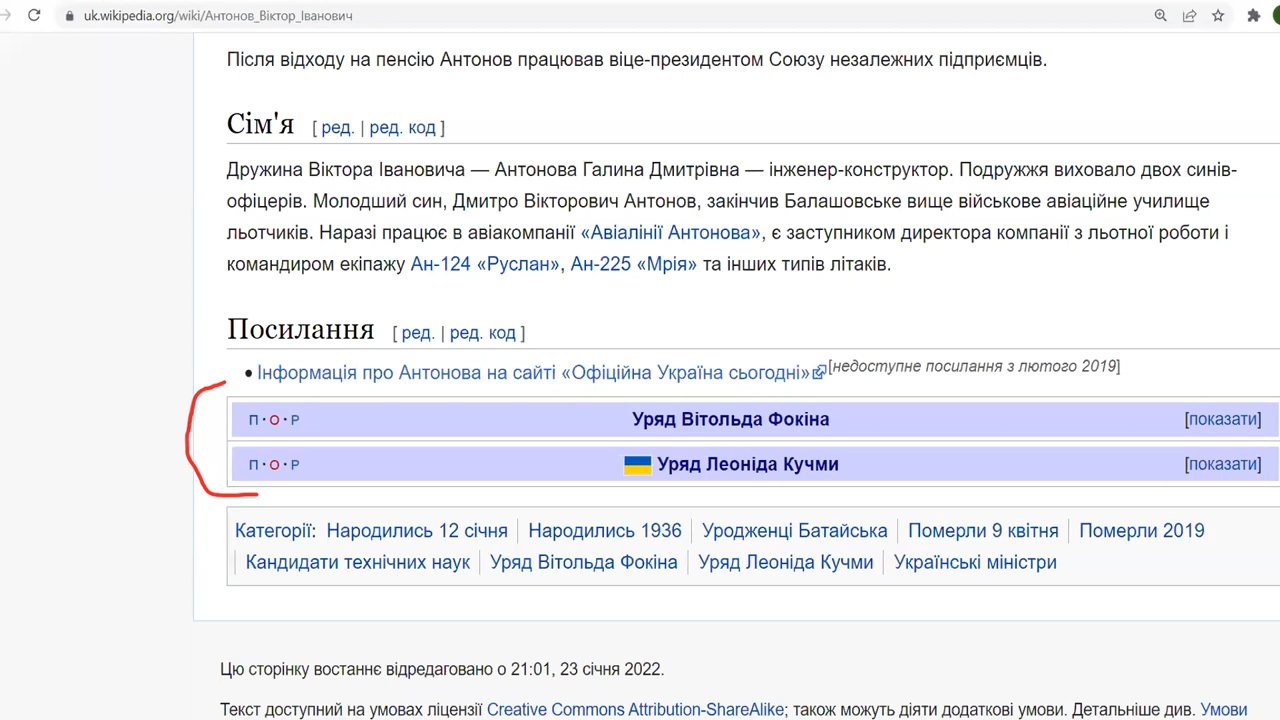 uk.wikipedia.org/wiki/Антонов_Віктор_Іванович
Після відходу на пенсію Антонов працював віце-президентом Союзу незалежних підприємців.
Сім'я [ ред. | ред. код ]
Дружина Віктора Івановича — Антонова Галина Дмитрівна — інженер-конструктор. Подружжя виховало двох синів-
офіцерів. Молодший син, Дмитро Вікторович Антонов, закінчив Балашовське вище військове авіаційне училище
льотчиків. Наразі працює в авіакомпанії «Авіалінії Антонова», є заступником директора компанії з льотної роботи і
командиром екіпажу Ан-124 «Руслан», Ан-225 «Мрія» та інших типів літаків.
Посилання [ ред. | ред. код ]
• Інформація про Антонова на сайті «Офіційна Україна сьогодні» [недоступне посилання з лютого 2019]
П · О · Р Уряд Вітольда Фокіна [показати]
П · О · Р Уряд Леоніда Кучми [показати]
Категорії: Народились 12 січня | Народились 1936 | Уродженці Батайська | Померли 9 квітня | Померли 2019
| Кандидати технічних наук | Уряд Вітольда Фокіна | Уряд Леоніда Кучми | Українські міністри
Цю сторінку востаннє відредаговано о 21:01, 23 січня 2022.
Текст доступний на умовах ліцензії Creative Commons Attribution-ShareAlike; також можуть діяти додаткові умови. Детальніше див. Умови